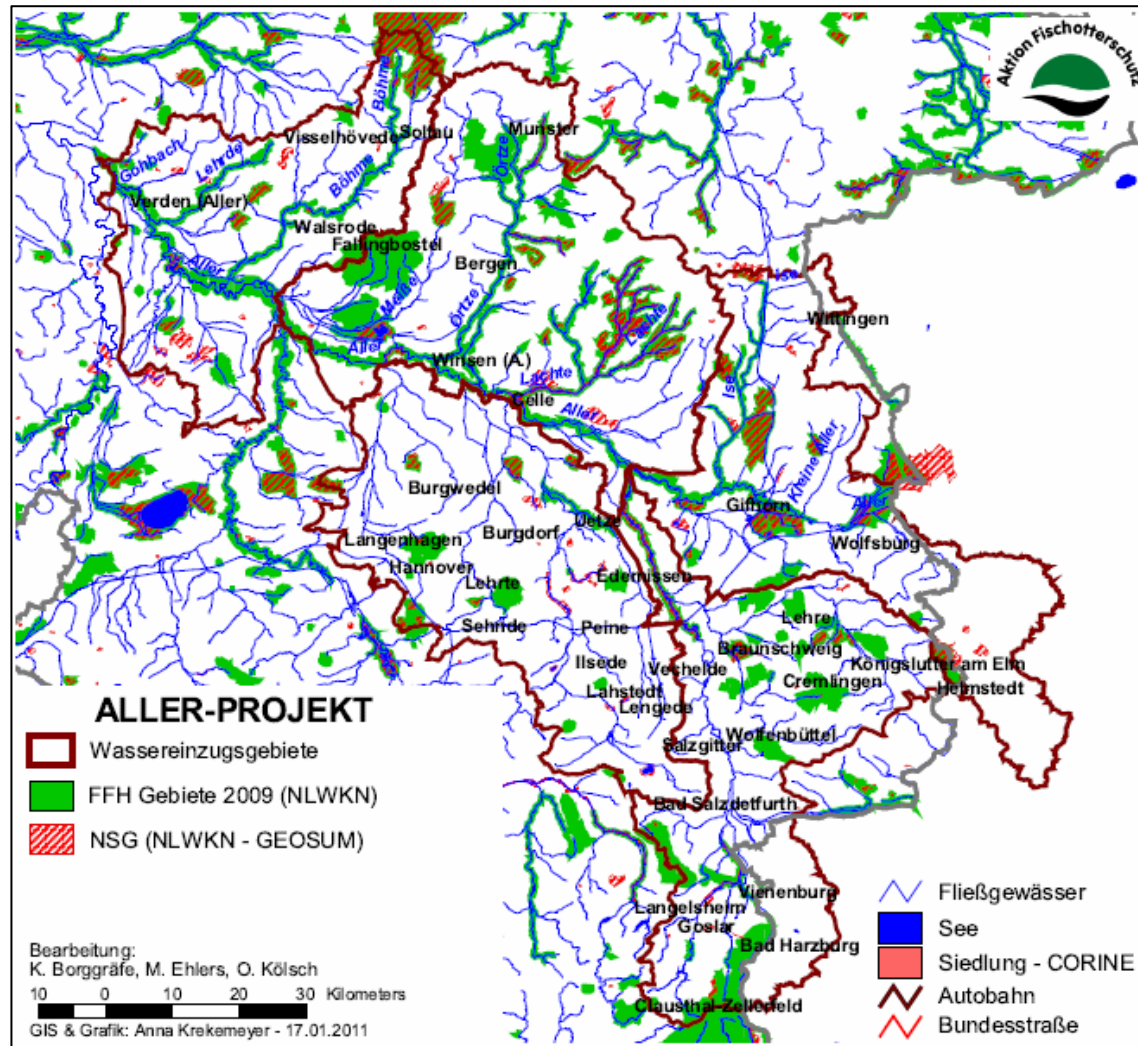 Aktion Fischotterschutz
Böhme
Visselhövede
Soltau
Munster
Gohbach
Lehrde
Böhme
Örtze
Verden (Aller)
Walsrode
Fallingbostel
Aller
Bergen
Ise
Meiße
Örtze
Lachte
Wittingen
Aller
Winsen (A.)
Lachte
Ise
Celle
Aller
Kleine Aller
Burgwedel
Gifhorn
Aller
Uetze
Burgdorf
Wolfsburg
Langenhagen
Hannover
Edemissen
Lehrte
Lehre
Sehnde
Peine
Braunschweig
Ilsede
Vechelde
Königslutter am Elm
Cremlingen
Lahstedt
Helmstedt
Lengede
Wolfenbüttel
Salzgitter
Bad Salzdetfurth
Vienenburg
Langelsheim
Goslar
Bad Harzburg
Clausthal-Zellerfeld
ALLER-PROJEKT
Wassereinzugsgebiete
FFH Gebiete 2009 (NLWKN)
NSG (NLWKN - GEOSUM)
Bearbeitung:
K. Borggräfe, M. Ehlers, O. Kölsch
10 0 10 20 30 Kilometers
GIS & Grafik: Anna Krekemeyer - 17.01.2011
Fließgewässer
See
Siedlung - CORINE
Autobahn
Bundesstraße